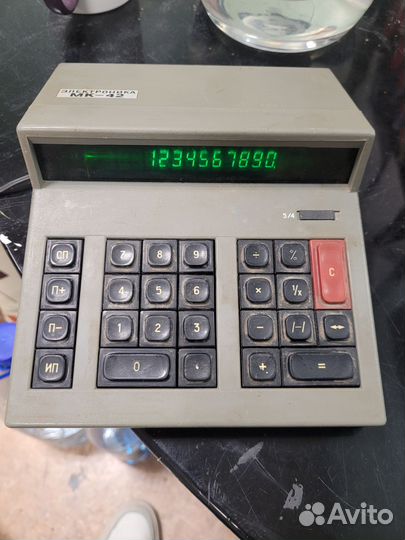 ЭЛЕКТРОНИКА
МК-42
1234567890.
5/4
СП 7 8 9 ÷ % C
П+ 4 5 6 × 1/x
П− 1 2 3 − /−/ ◄►
ИП 0 + =
Avito